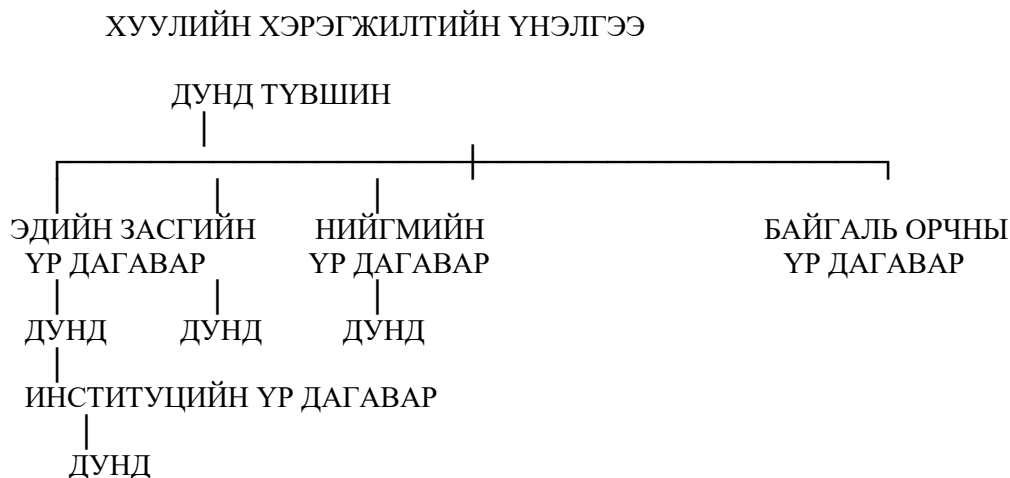 ХУУЛИЙН ХЭРЭГЖИЛТИЙН ҮНЭЛГЭЭ
ДУНД ТҮВШИН
ЭДИЙН ЗАСГИЙН НИЙГМИЙН БАЙГАЛЬ ОРЧНЫ
ҮР ДАГАВАР ҮР ДАГАВАР ҮР ДАГАВАР
ДУНД ДУНД ДУНД
ИНСТИТУЦИЙН ҮР ДАГАВАР
ДУНД